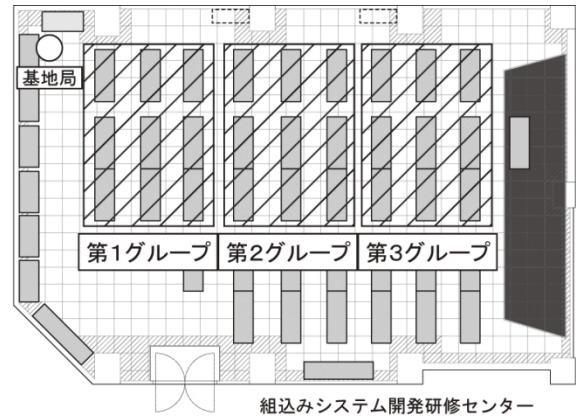 基地局
第1グループ
第2グループ
第3グループ
組込みシステム開発研修センター